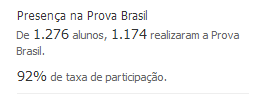 Presença na Prova Brasil
De 1.276 alunos, 1.174 realizaram a Prova
Brasil.
92% de taxa de participação.